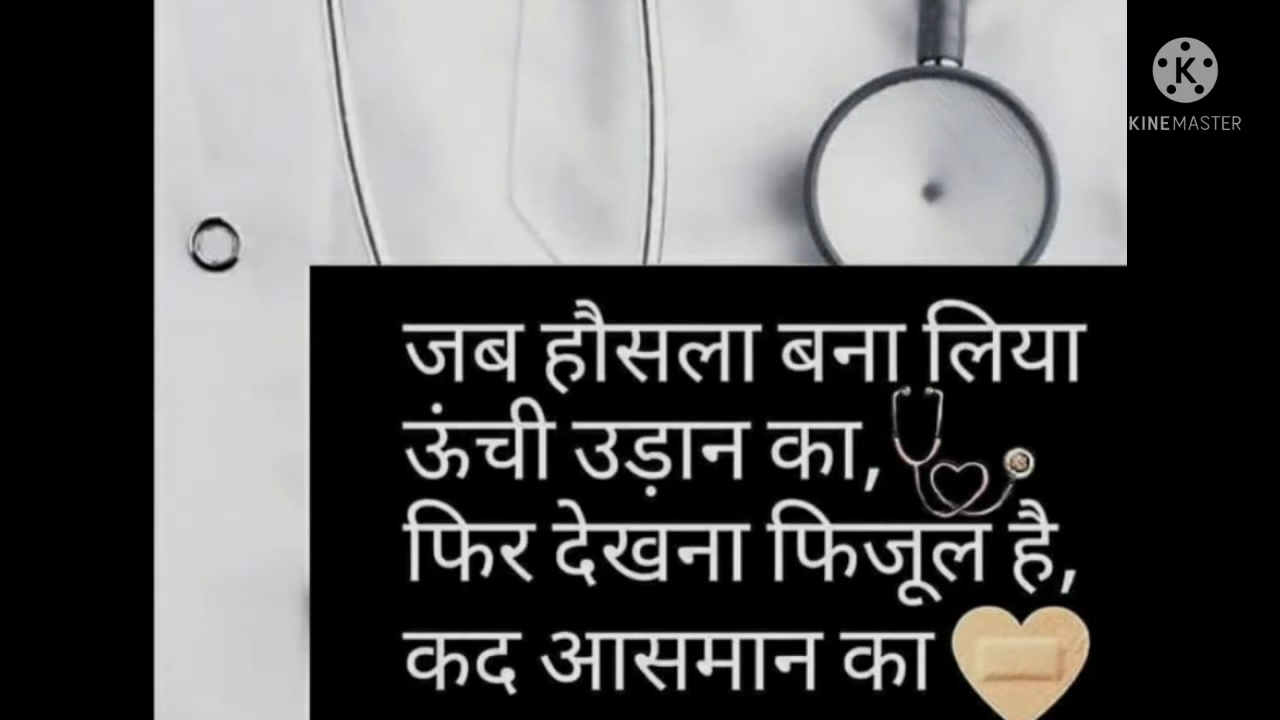 KINEMASTER
जब हौसला बना लिया
ऊंची उड़ान का,
फिर देखना फिजूल है,
कद आसमान का